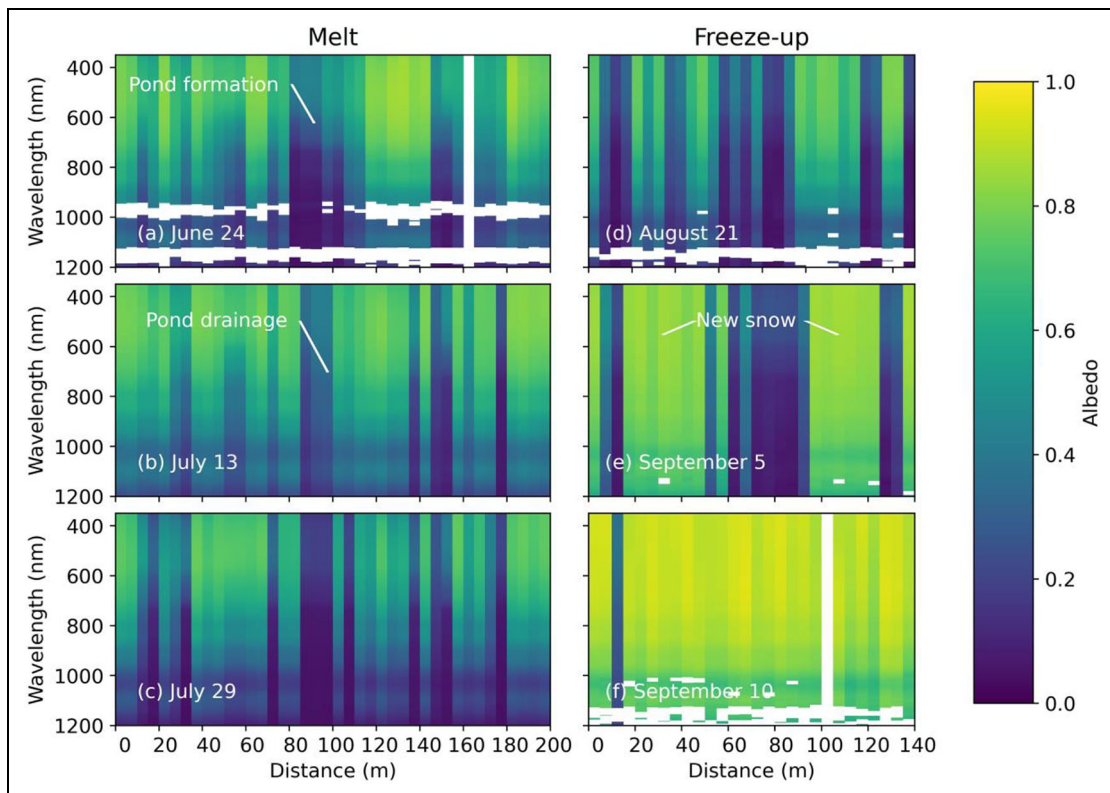 Melt
Freeze-up
400
600
800
1000
1200
Wavelength (nm)
Pond formation
(a) June 24
(d) August 21
400
600
800
1000
1200
Wavelength (nm)
Pond drainage
(b) July 13
New snow
(e) September 5
400
600
800
1000
1200
Wavelength (nm)
(c) July 29
(f) September 10
0 20 40 60 80 100 120 140 160 180 200
Distance (m)
0 20 40 60 80 100 120 140
Distance (m)
1.0
0.8
0.6
0.4
0.2
0.0
Albedo